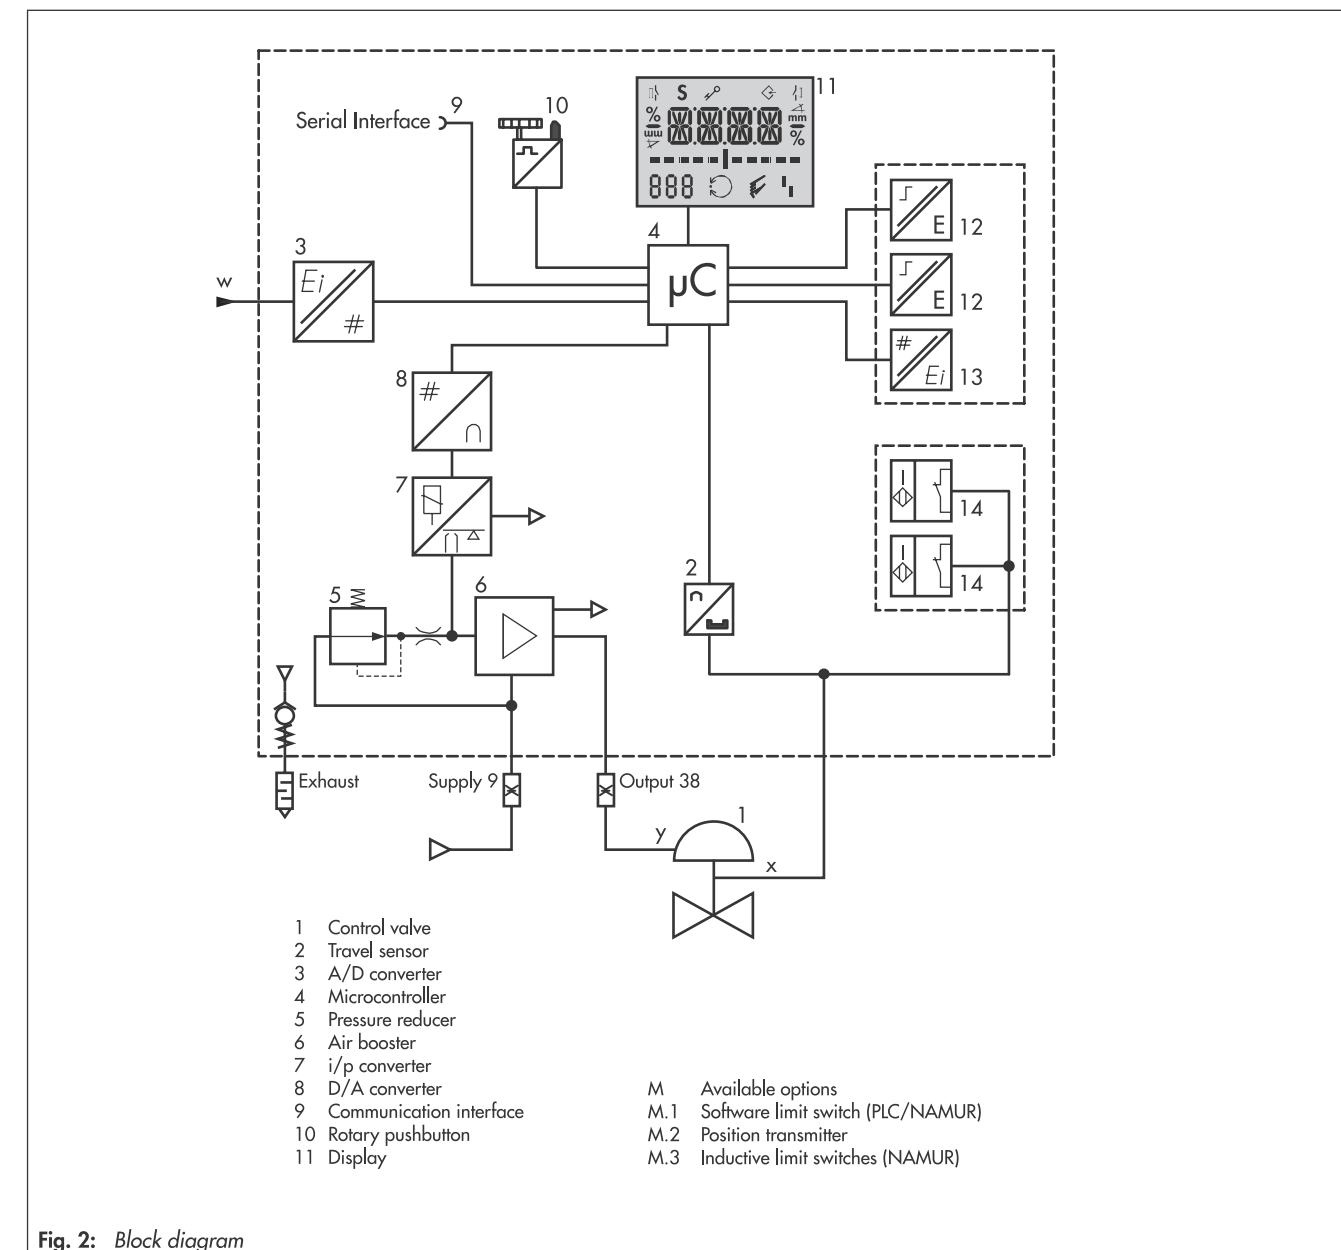 Serial Interface
9
10
11
S
%
mm
mm
%
888
3
w
Ei
#
4
µC
E
12
E
12
#
Ei
13
8
#
7
14
14
2
5
6
Exhaust
Supply 9
Output 38
1
y
x
1 Control valve
2 Travel sensor
3 A/D converter
4 Microcontroller
5 Pressure reducer
6 Air booster
7 i/p converter
8 D/A converter
9 Communication interface
10 Rotary pushbutton
11 Display
M Available options
M.1 Software limit switch (PLC/NAMUR)
M.2 Position transmitter
M.3 Inductive limit switches (NAMUR)
Fig. 2: Block diagram